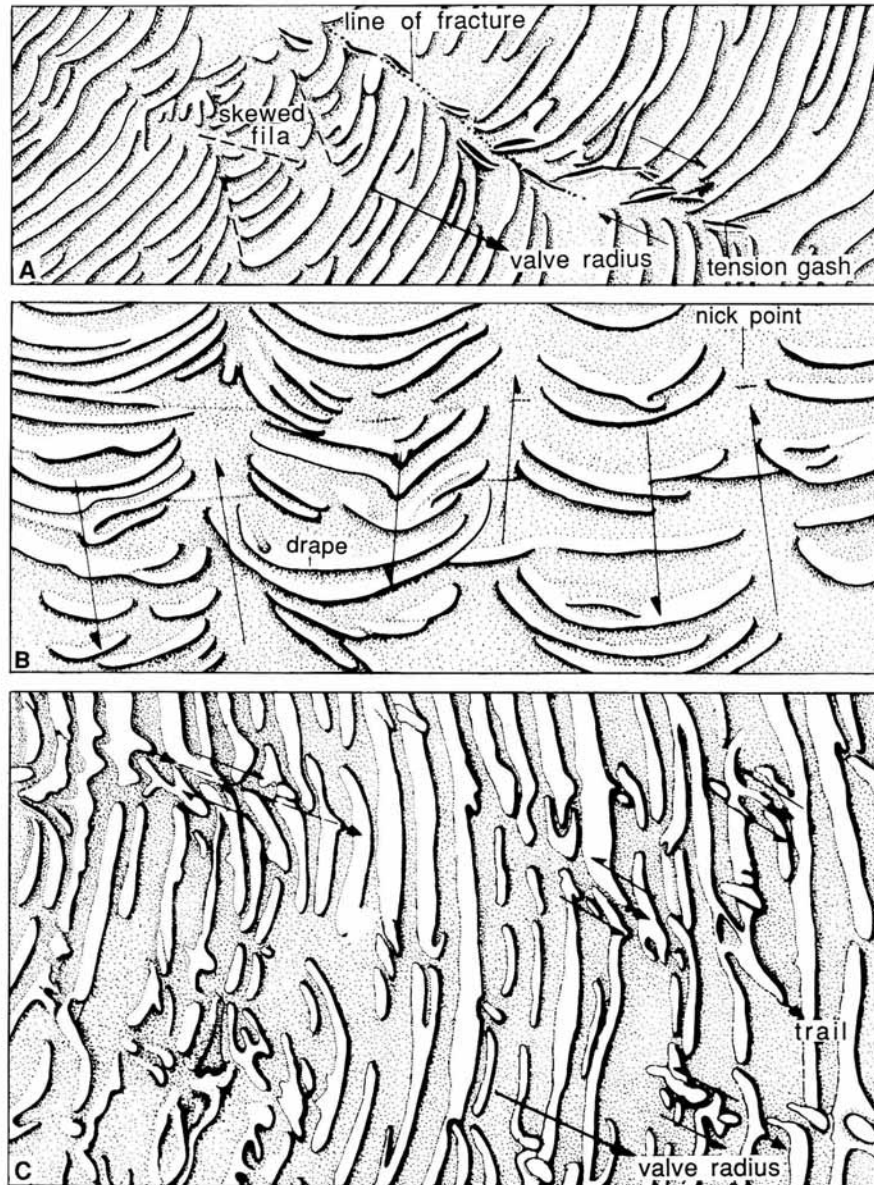 line of fracture
skewed
fila
valve radius
tension gash
A
nick point
drape
B
trail
valve radius
C